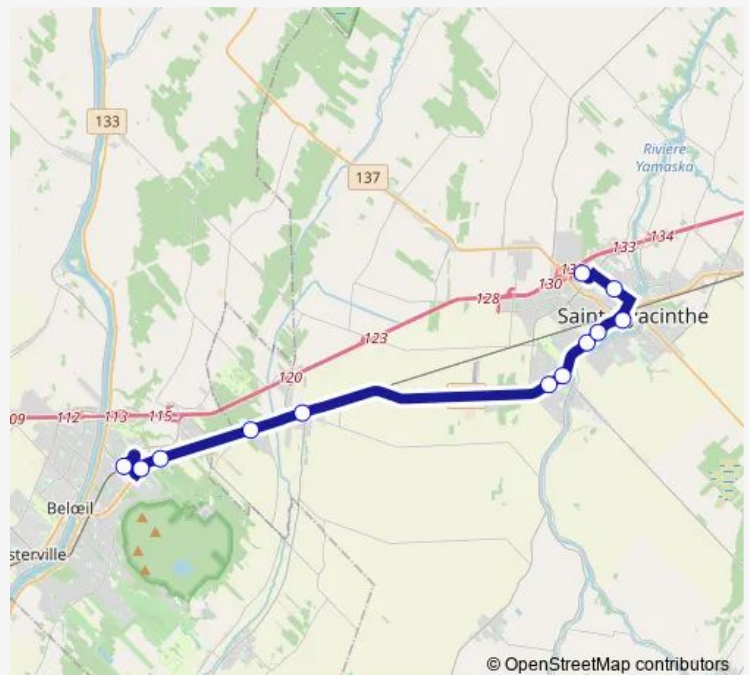 133
Rivière
Yamaska
137
133
134
130
128
Saint-
yacinthe
123
120
09
112
113
115
Belœil
sterville
© OpenStreetMap contributors